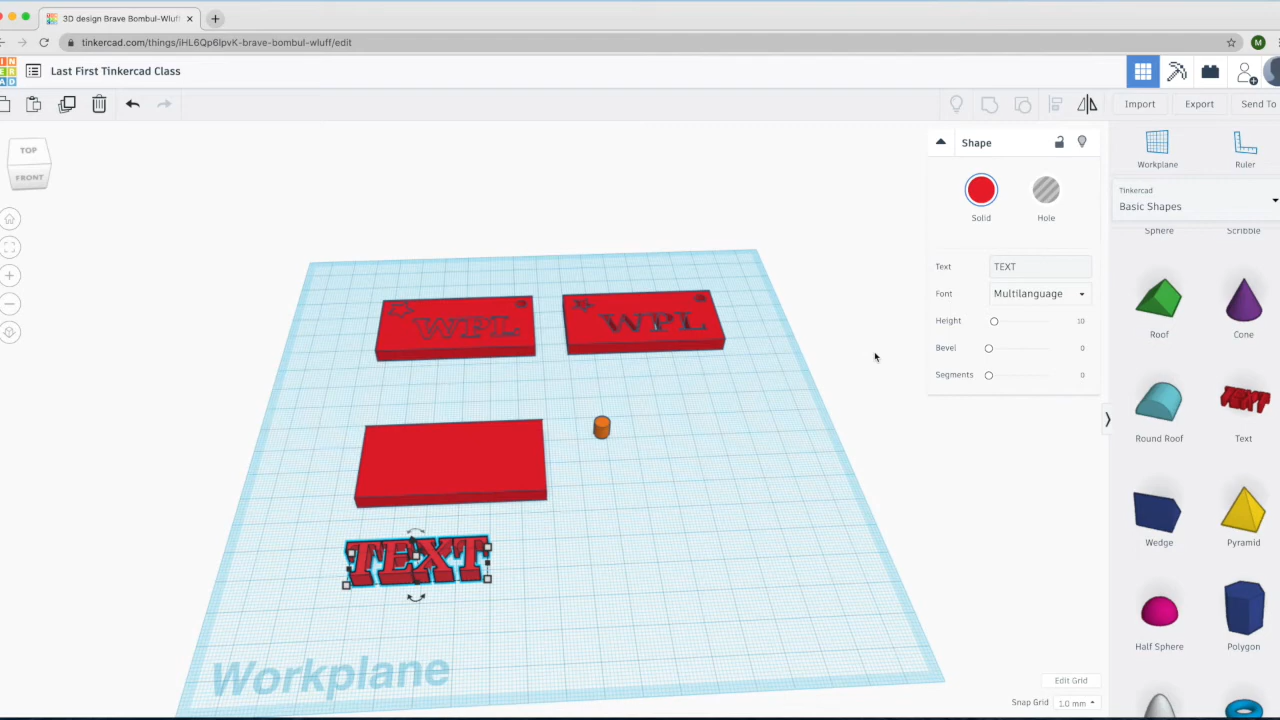 3D design Brave Bombul-Wluff
tinkercad.com/things/iHL6Qp6lpvK-brave-bombul-wluff/edit
M
Last First Tinkercad Class
Import
Export
Send To
TOP
FRONT
Shape
Solid
Hole
Text
TEXT
Font
Multilanguage
Height
10
Bevel
0
Segments
0
Workplane
Ruler
Tinkercad
Basic Shapes
Sphere
Scribble
Roof
Cone
Round Roof
TEXT
Text
Wedge
Pyramid
Half Sphere
Polygon
WPL
WPL
TEXT
Workplane
Edit Grid
Snap Grid
1.0 mm